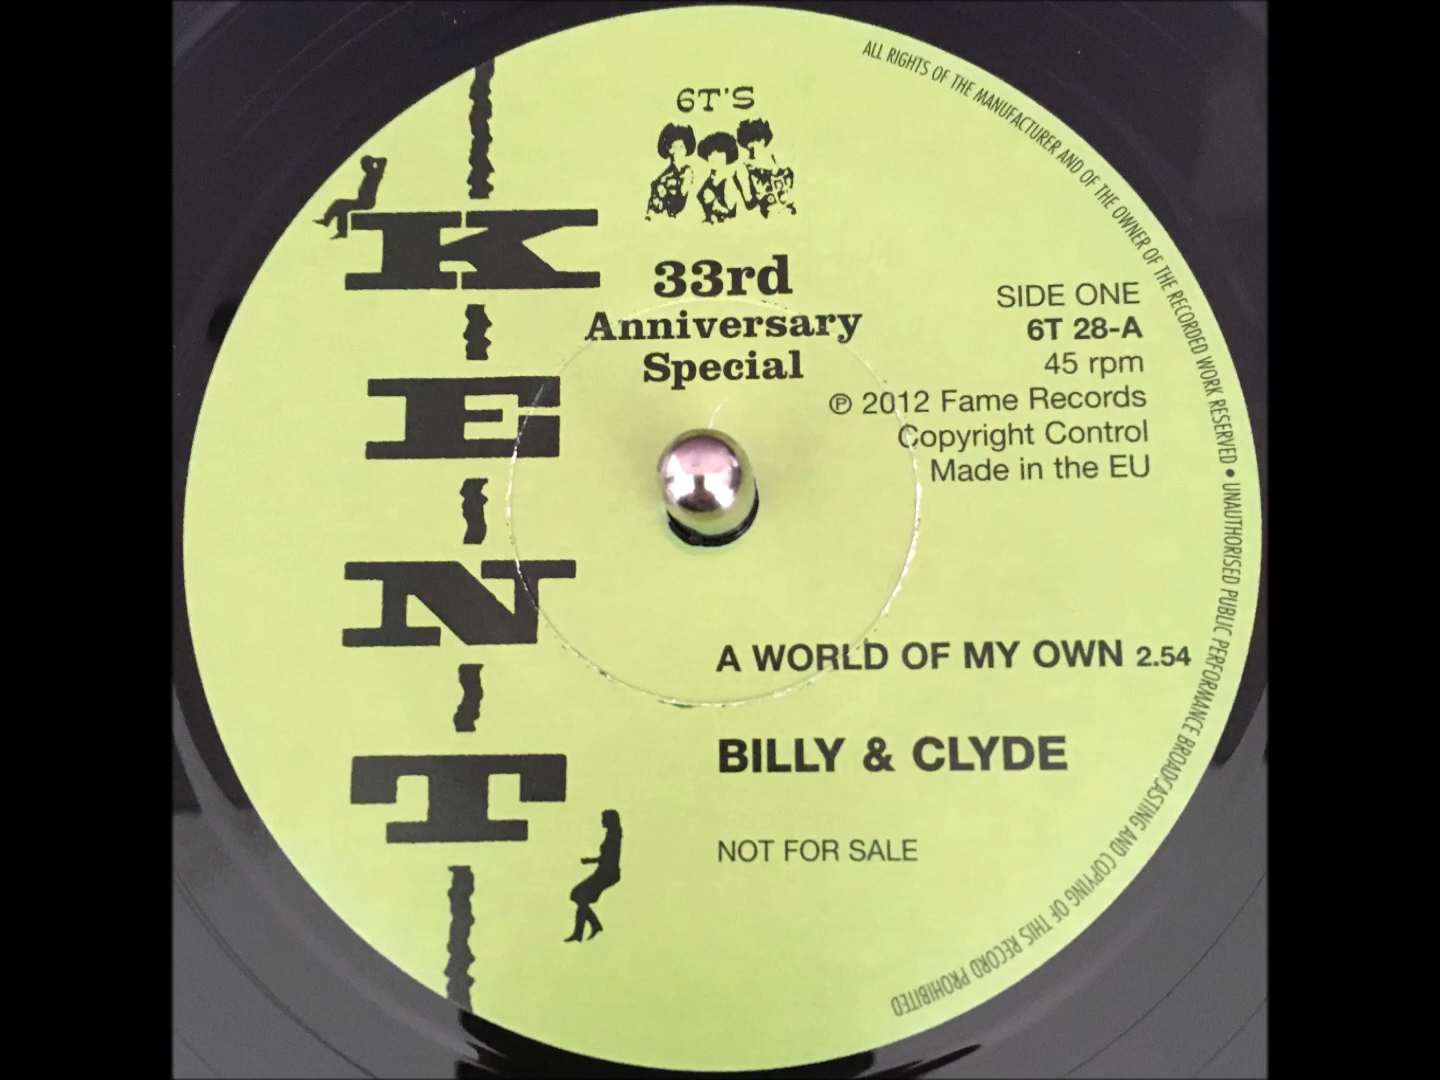 6T'S
33rd
Anniversary
Special
KENT
SIDE ONE
6T 28-A
45 rpm
℗ 2012 Fame Records
Copyright Control
Made in the EU
A WORLD OF MY OWN 2.54
BILLY & CLYDE
NOT FOR SALE
ALL RIGHTS OF THE MANUFACTURER AND OF THE OWNER OF THE RECORDED WORK RESERVED • UNAUTHORISED PUBLIC PERFORMANCE BROADCASTING AND COPYING OF THIS RECORD PROHIBITED